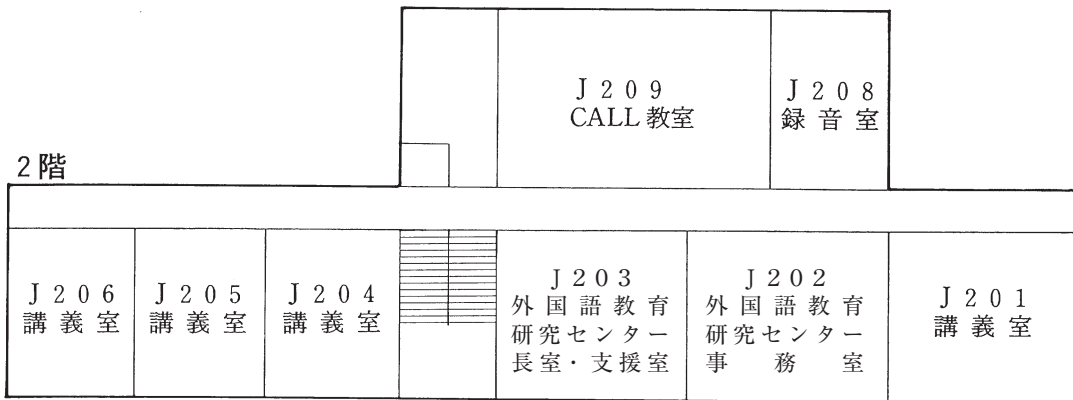 J209
CALL教室
J208
録音室
2階
J206
講義室
J205
講義室
J204
講義室
J203
外国語教育
研究センター
長室・支援室
J202
外国語教育
研究センター
事務室
J201
講義室